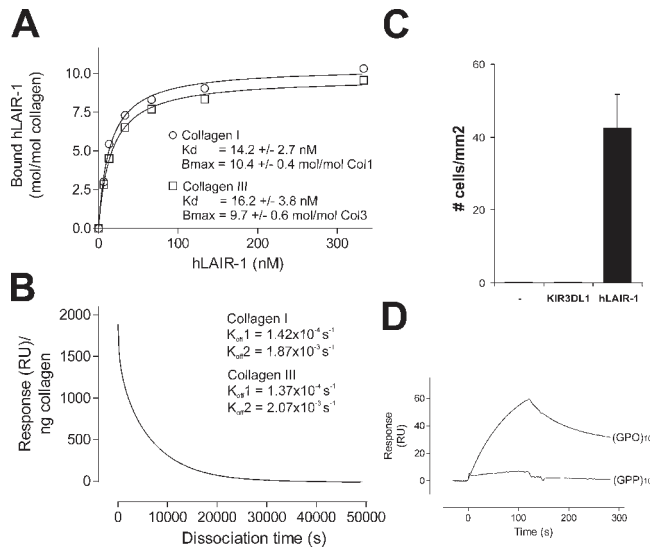 A
Bound hLAIR-1
(mol/mol collagen)
10.0
7.5
5.0
2.5
0.0
Collagen I
Kd = 14.2 +/- 2.7 nM
Bmax = 10.4 +/- 0.4 mol/mol Col1
Collagen III
Kd = 16.2 +/- 3.8 nM
Bmax = 9.7 +/- 0.6 mol/mol Col3
0 100 200 300
hLAIR-1 (nM)
B
Response (RU)/
ng collagen
2000
1500
1000
500
0
Collagen I
Koff1 = 1.42x10-4 s-1
Koff2 = 1.87x10-3 s-1
Collagen III
Koff1 = 1.37x10-4 s-1
Koff2 = 2.07x10-3 s-1
0 10000 20000 30000 40000 50000
Dissociation time (s)
C
# cells/mm2
60
40
20
0
- KIR3DL1 hLAIR-1
D
Response
(RU)
60
40
20
0
(GPO)10
(GPP)10
0 100 200 300
Time (s)